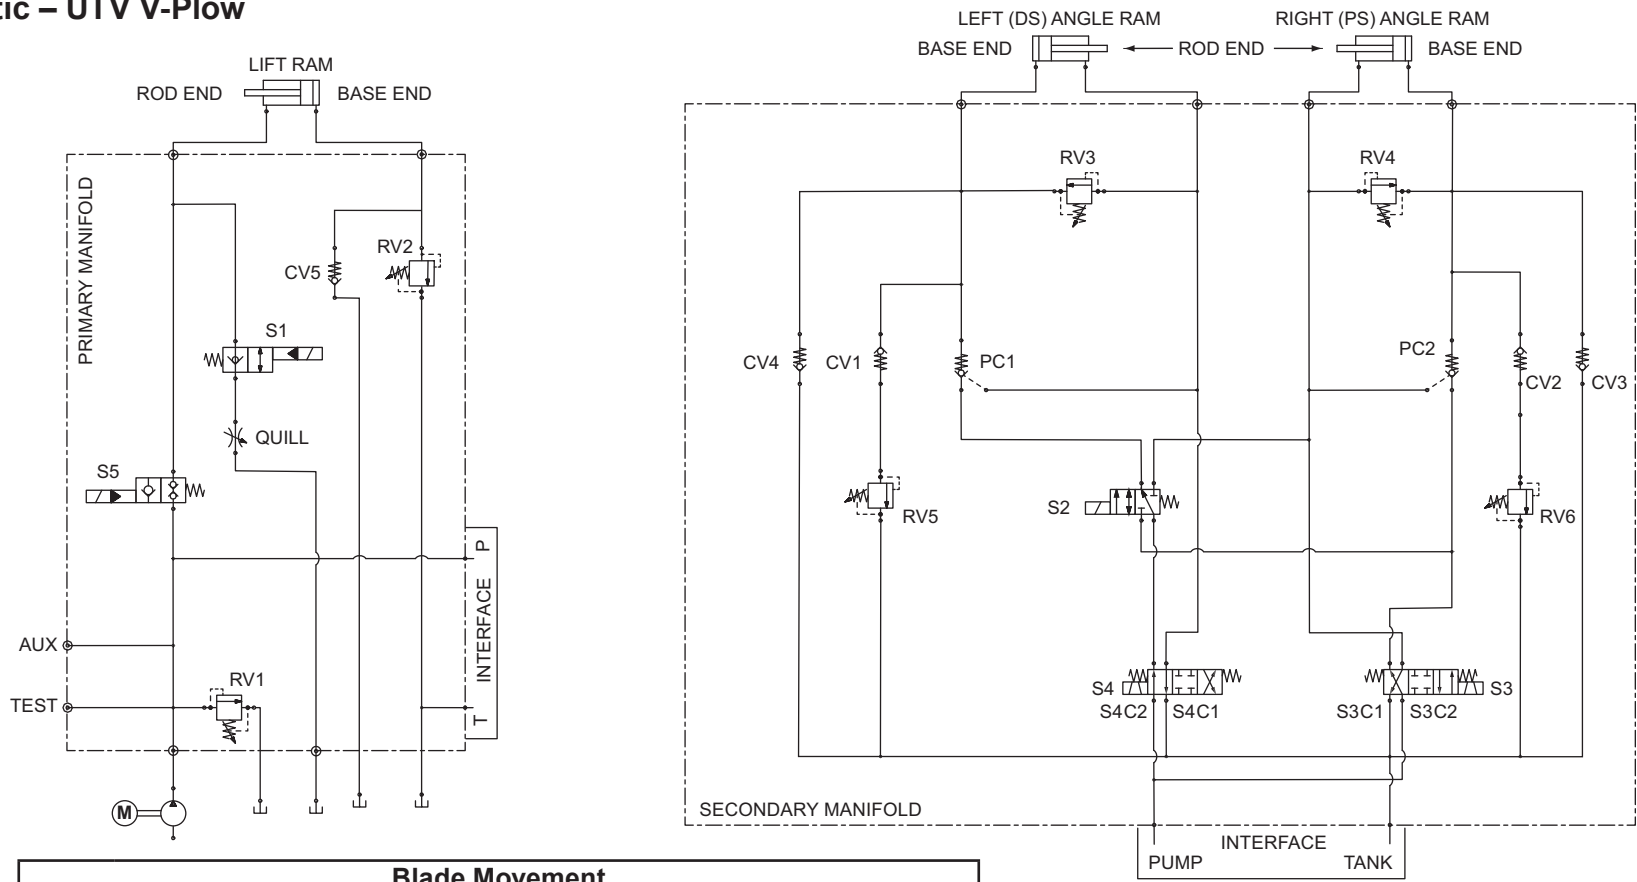 – UTV V-Plow
LIFT RAM
ROD END
BASE END
PRIMARY MANIFOLD
CV5
RV2
S1
QUILL
S5
P
INTERFACE
T
AUX
TEST
RV1
M
LEFT (DS) ANGLE RAM
RIGHT (PS) ANGLE RAM
BASE END
ROD END
BASE END
RV3
RV4
CV4
CV1
PC1
PC2
CV2
CV3
RV5
S2
RV6
S4
S4C2
S4C1
S3C1
S3C2
S3
SECONDARY MANIFOLD
INTERFACE
PUMP
TANK
Blade Movement